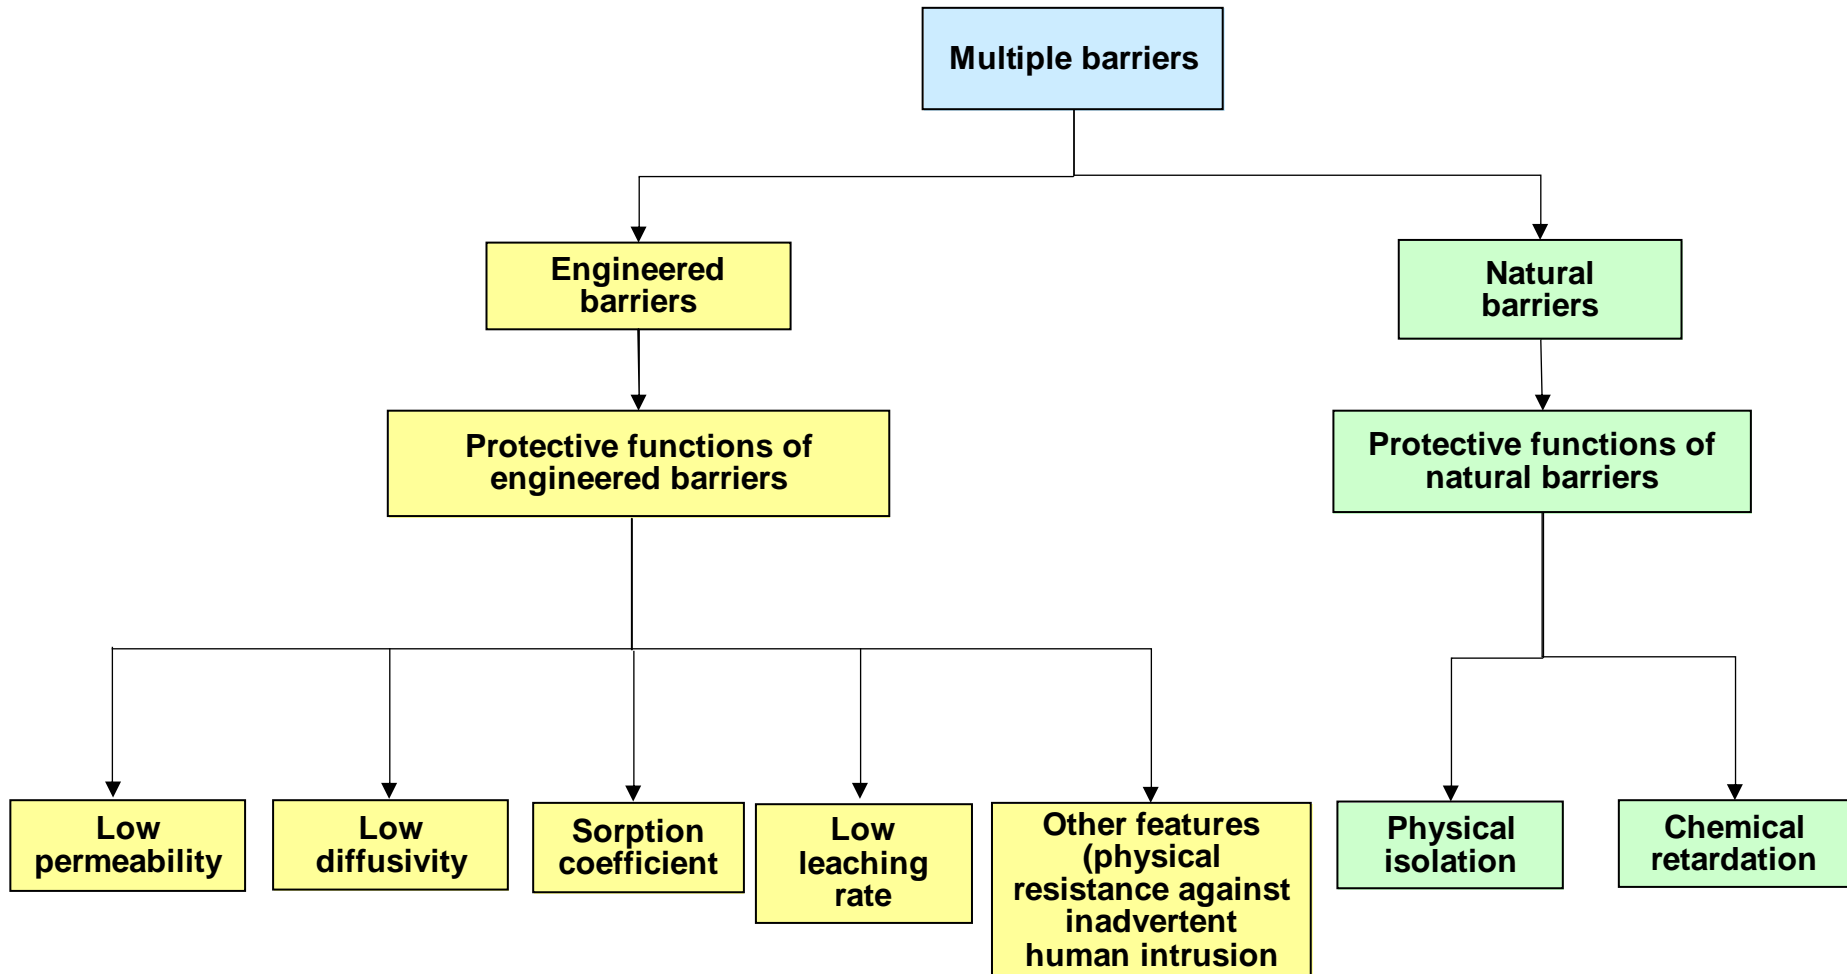 Multiple barriers
Engineered
barriers
Natural
barriers
Protective functions of
engineered barriers
Protective functions of
natural barriers
Low
permeability
Low
diffusivity
Sorption
coefficient
Low
leaching
rate
Other features
(physical
resistance against
inadvertent
human intrusion
Physical
isolation
Chemical
retardation